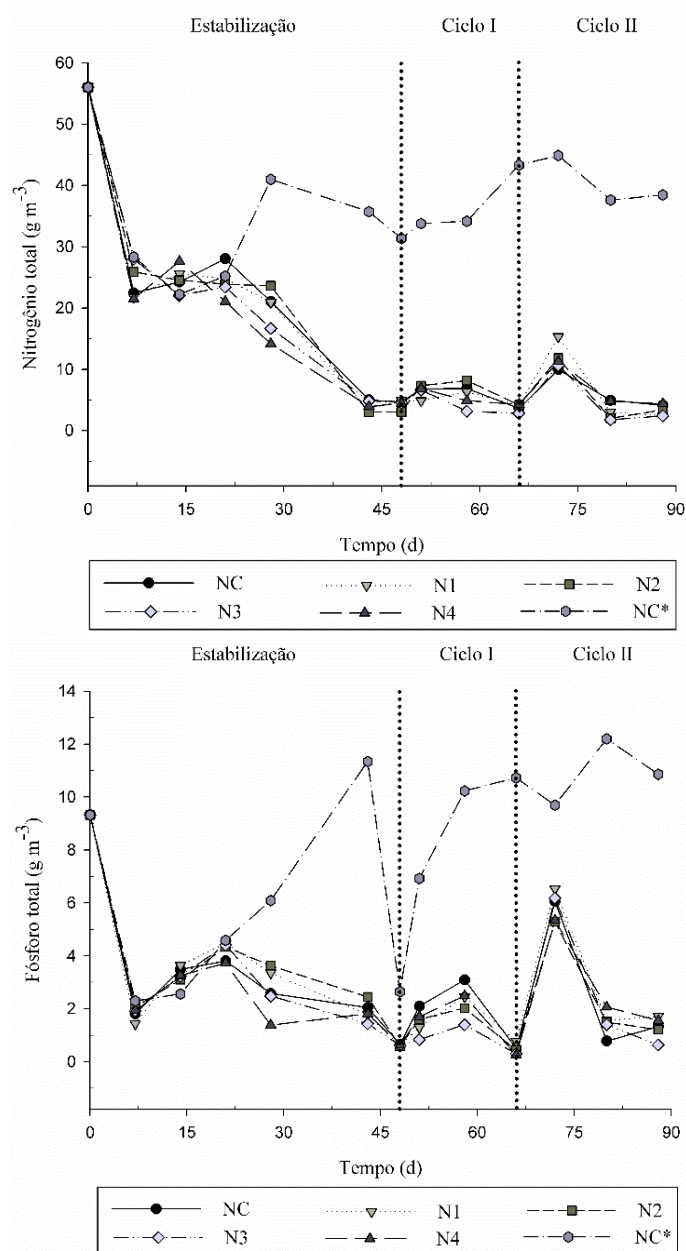 Estabilização Ciclo I Ciclo II
60
50
40
30
20
10
0
Nitrogênio total (g m⁻³)
0 15 30 45 60 75 90
Tempo (d)
NC N1 N2
N3 N4 NC*
Estabilização Ciclo I Ciclo II
14
12
10
8
6
4
2
0
Fósforo total (g m⁻³)
0 15 30 45 60 75 90
Tempo (d)
NC N1 N2
N3 N4 NC*